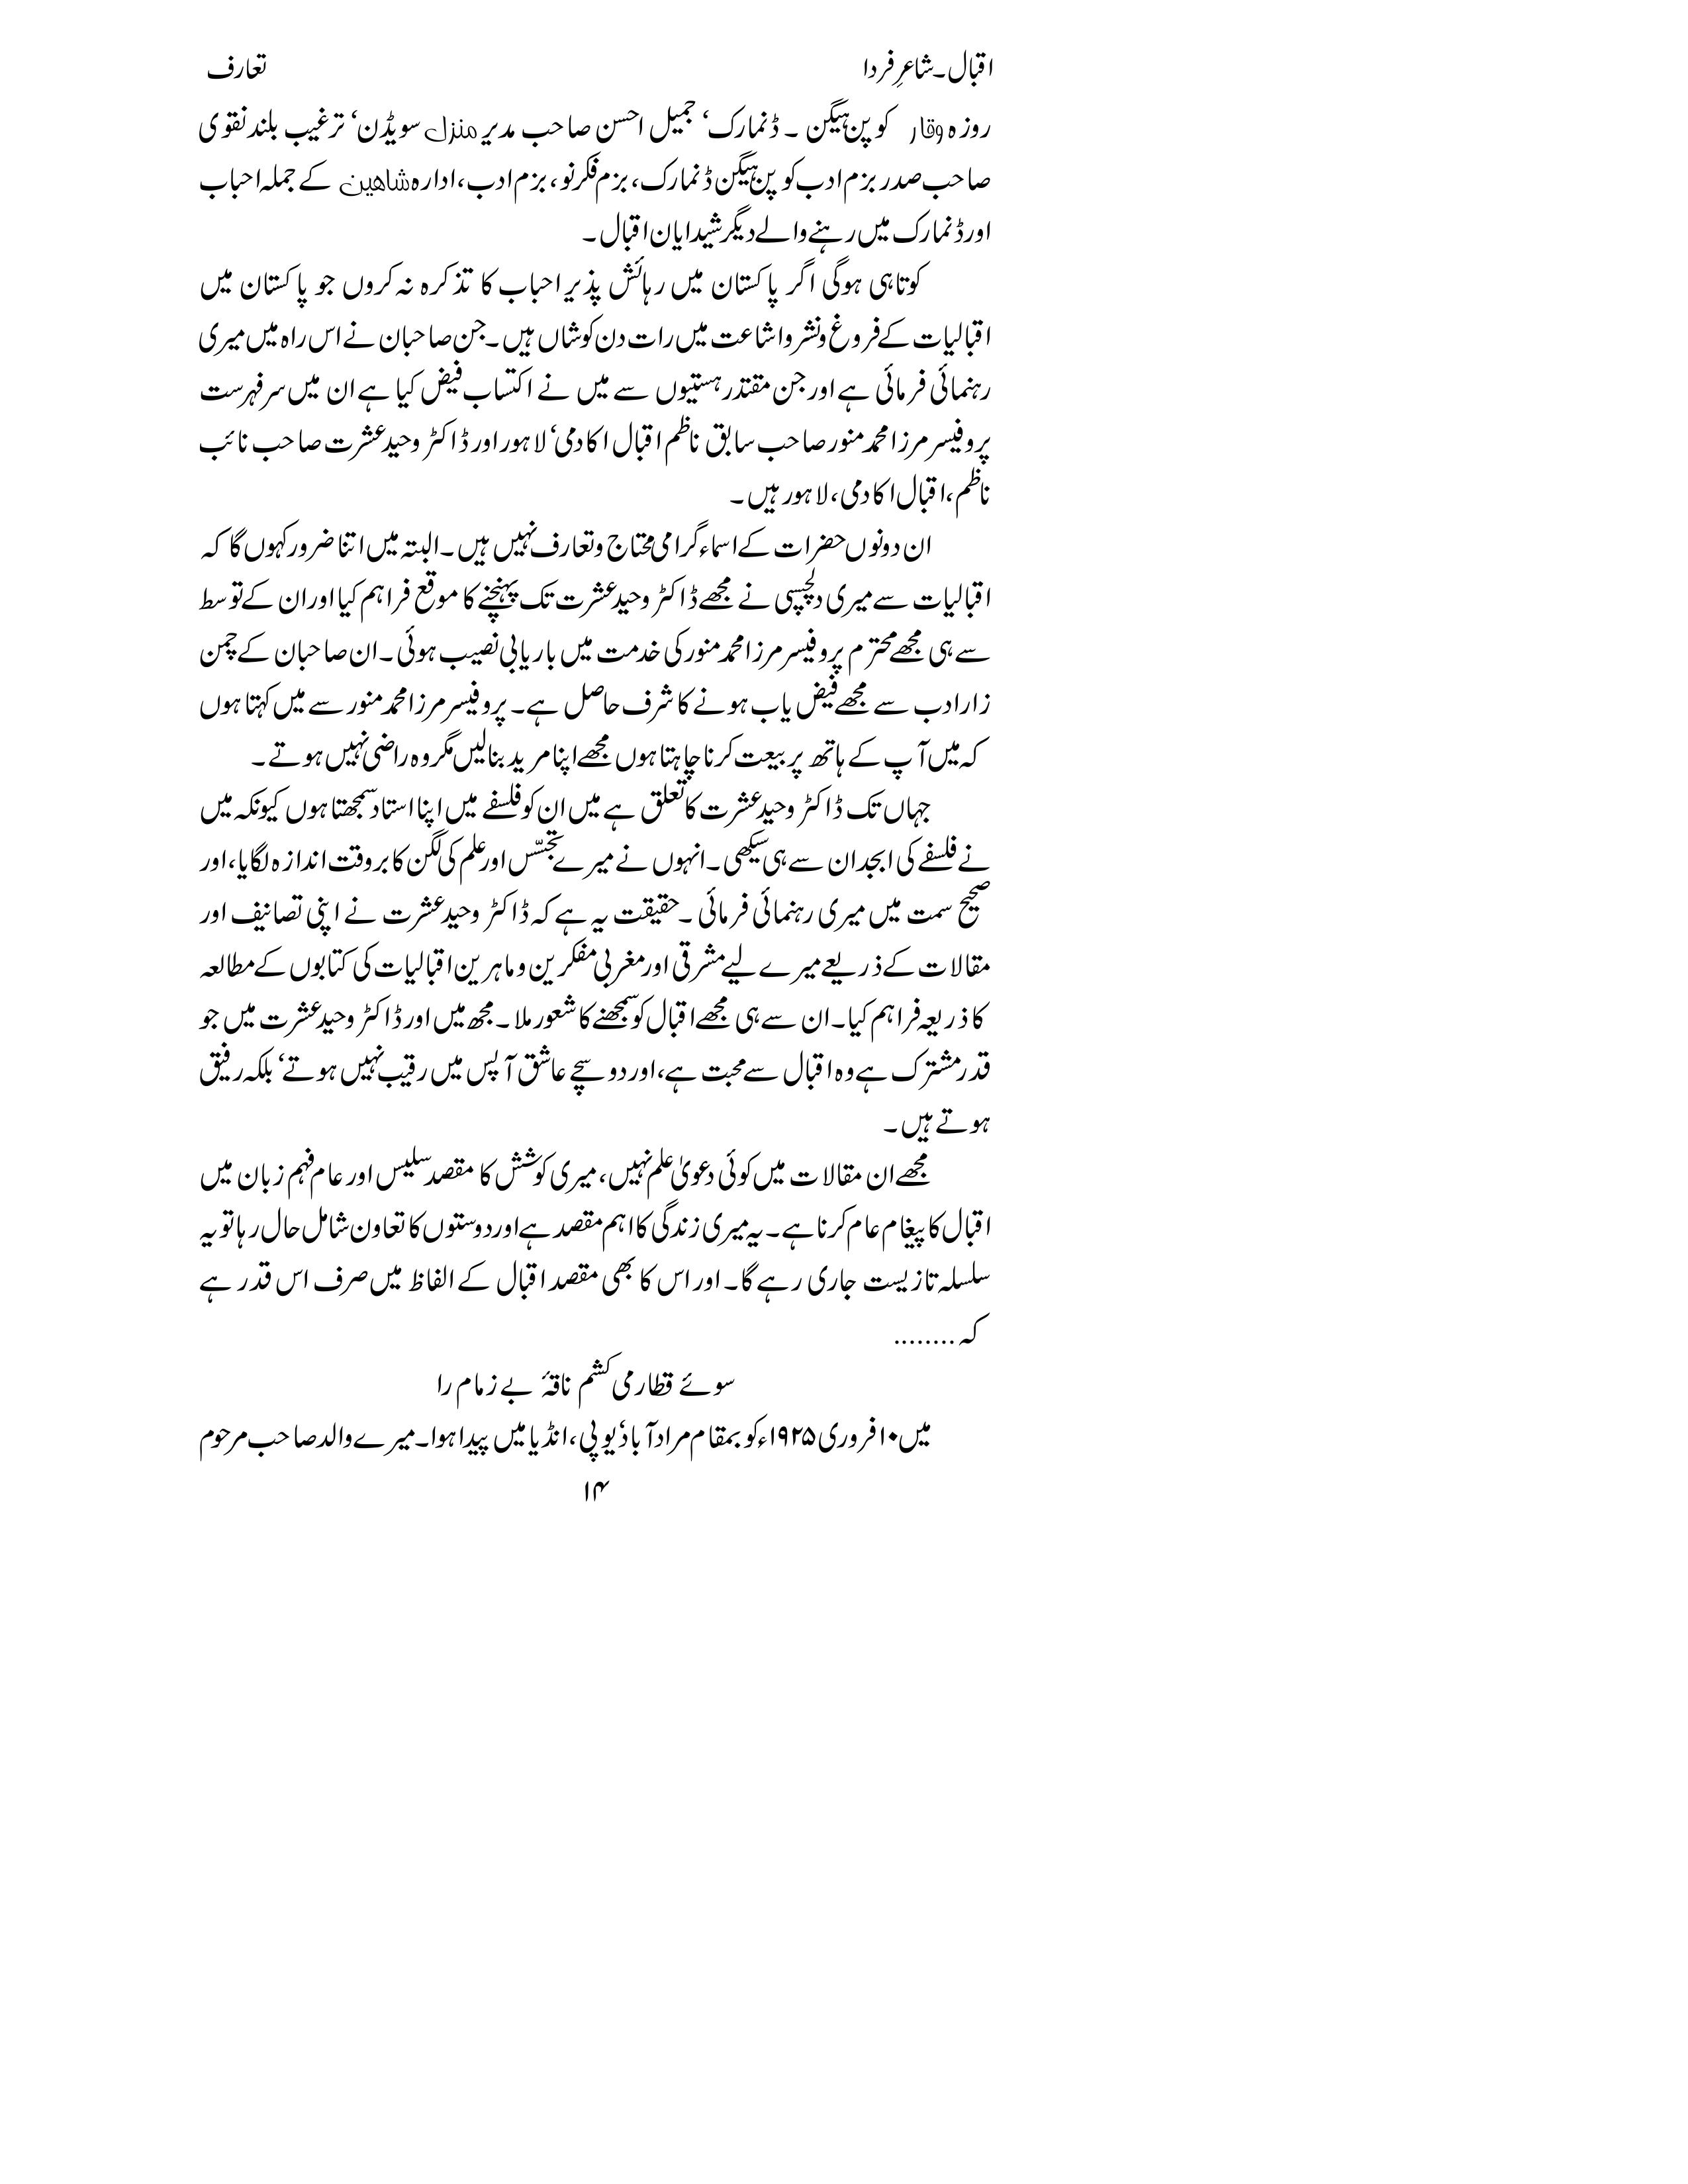 اقبال۔شاعرِ فردا تعارف
روزہ وقار کوپن ہیگن ۔ ڈنمارک‘ جمیل احسن صاحب مدیر منزل سویڈن‘ ترغیب بلند نقوی
صاحب صدر بزم ادب کوپن ہیگن ڈنمارک، بزم فکر نو، بزم ادب، ادارہ شاھین کے جملہ احباب
اور ڈنمارک میں رہنے والے دیگر شیدایان اقبال۔
کوتاہی ہوگی اگر پاکستان میں رہائش پذیر احباب کا تذکرہ نہ کروں جو پاکستان میں
اقبالیات کے فروغ و نشر و اشاعت میں رات دن کوشاں ہیں۔ جن صاحبان نے اس راہ میں میری
رہنمائی فرمائی ہے اور جن مقتدر ہستیوں سے میں نے اکتساب فیض کیا ہے ان میں سرفہرست
پروفیسر مرزا محمد منور صاحب سابق ناظم اقبال اکادمی‘ لاہور اور ڈاکٹر وحید عشرت صاحب نائب
ناظم، اقبال اکادمی، لاہور ہیں۔
ان دونوں حضرات کے اسماء گرامی محتاج و تعارف نہیں ہیں۔ البتہ میں اتنا ضرور کہوں گا کہ
اقبالیات سے میری دلچسپی نے مجھے ڈاکٹر وحید عشرت تک پہنچنے کا موقع فراہم کیا اور ان کے توسط
سے ہی مجھے محترم پروفیسر مرزا محمد منور کی خدمت میں باریابی نصیب ہوئی۔ ان صاحبان کے چمن
زار ادب سے مجھے فیض یاب ہونے کا شرف حاصل ہے۔ پروفیسر مرزا محمد منور سے میں کہتا ہوں
کہ میں آپ کے ہاتھ پر بیعت کرنا چاہتا ہوں مجھے اپنا مرید بنالیں مگر وہ راضی نہیں ہوتے۔
جہاں تک ڈاکٹر وحید عشرت کا تعلق ہے میں ان کو فلسفے میں اپنا استاد سمجھتا ہوں کیونکہ میں
نے فلسفے کی ابجد ان سے ہی سیکھی۔ انہوں نے میرے تجسّس اور علم کی لگن کا بر وقت اندازہ لگایا، اور
صحیح سمت میں میری رہنمائی فرمائی ۔ حقیقت یہ ہے کہ ڈاکٹر وحید عشرت نے اپنی تصانیف اور
مقالات کے ذریعے میرے لیے مشرقی اور مغربی مفکرین و ماہرین اقبالیات کی کتابوں کے مطالعہ
کا ذریعہ فراہم کیا۔ ان سے ہی مجھے اقبال کو سمجھنے کا شعور ملا۔ مجھ میں اور ڈاکٹر وحید عشرت میں جو
قدر مشترک ہے وہ اقبال سے محبت ہے، اور دو سچے عاشق آپس میں رقیب نہیں ہوتے‘ بلکہ رفیق
ہوتے ہیں۔
مجھے ان مقالات میں کوئی دعویٰ علم نہیں، میری کوشش کا مقصد سلیس اور عام فہم زبان میں
اقبال کا پیغام عام کرنا ہے۔ یہ میری زندگی کا اہم مقصد ہے اور دوستوں کا تعاون شامل حال رہا تو یہ
سلسلہ تازیست جاری رہے گا۔ اور اس کا بھی مقصد اقبال کے الفاظ میں صرف اس قدر ہے
کہ........
سوئے قطار می کشم ناقۂ بے زمام را
میں ۱۰ فروری ۱۹۲۵ء کو بمقام مراد آباد‘ یو پی، انڈیا میں پیدا ہوا۔ میرے والد صاحب مرحوم
۱۴